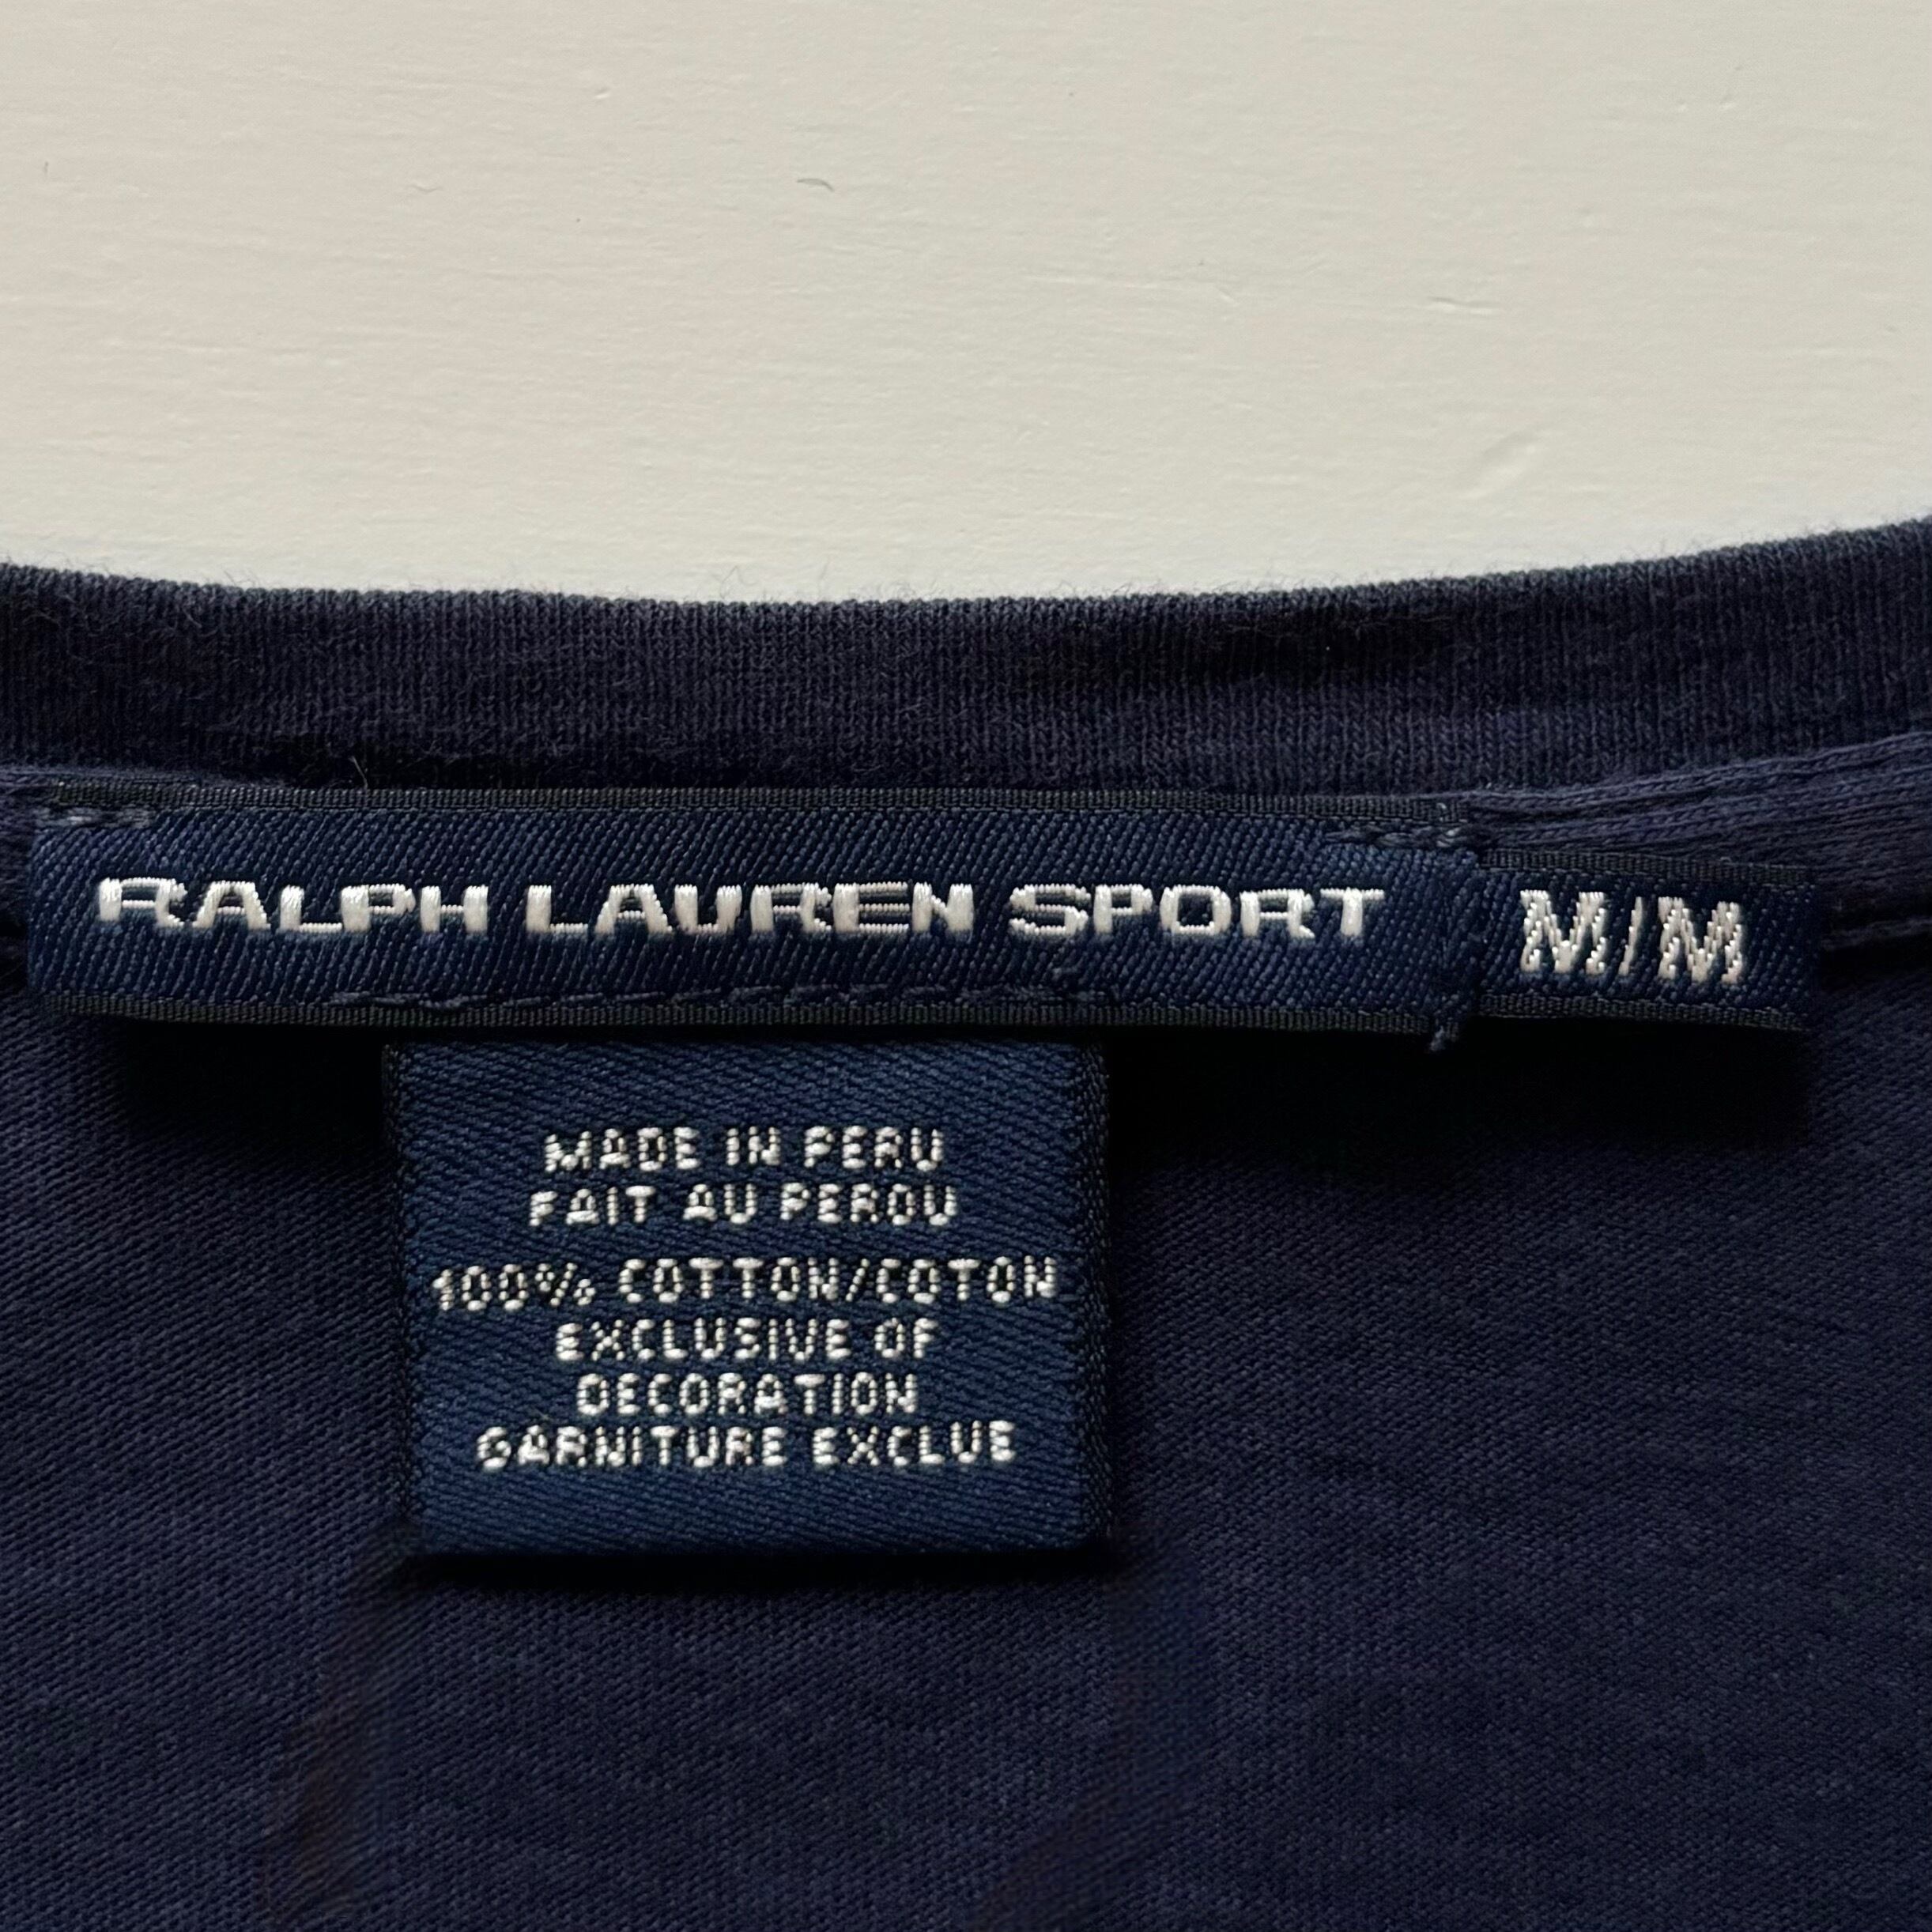 RALPH LAUREN SPORT M/M
MADE IN PERU
FAIT AU PEROU
100% COTTON/COTON
EXCLUSIVE OF
DECORATION
GARNITURE EXCLUE